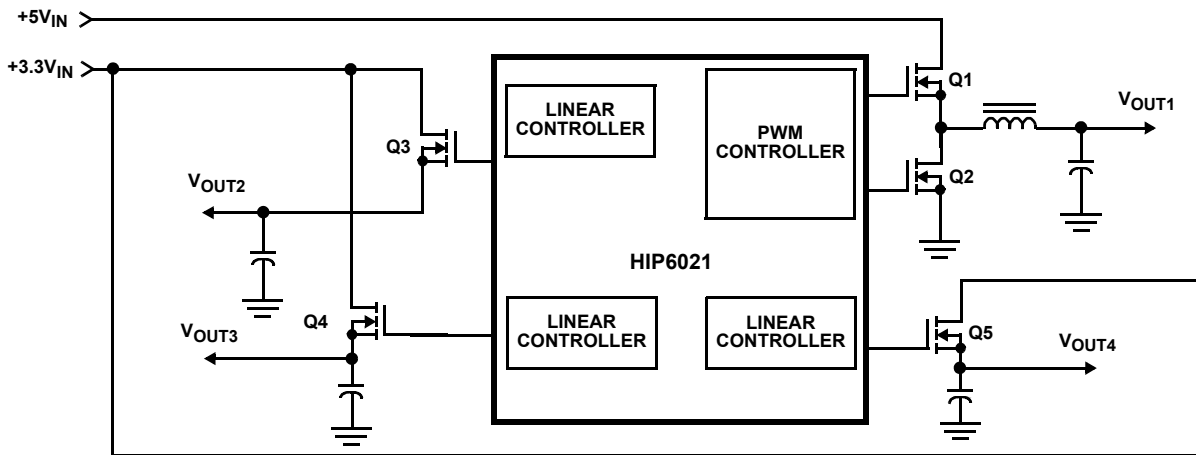 +5VIN
+3.3VIN
LINEAR
CONTROLLER
PWM
CONTROLLER
Q1
VOUT1
Q3
Q2
VOUT2
HIP6021
Q4
VOUT3
LINEAR
CONTROLLER
LINEAR
CONTROLLER
Q5
VOUT4